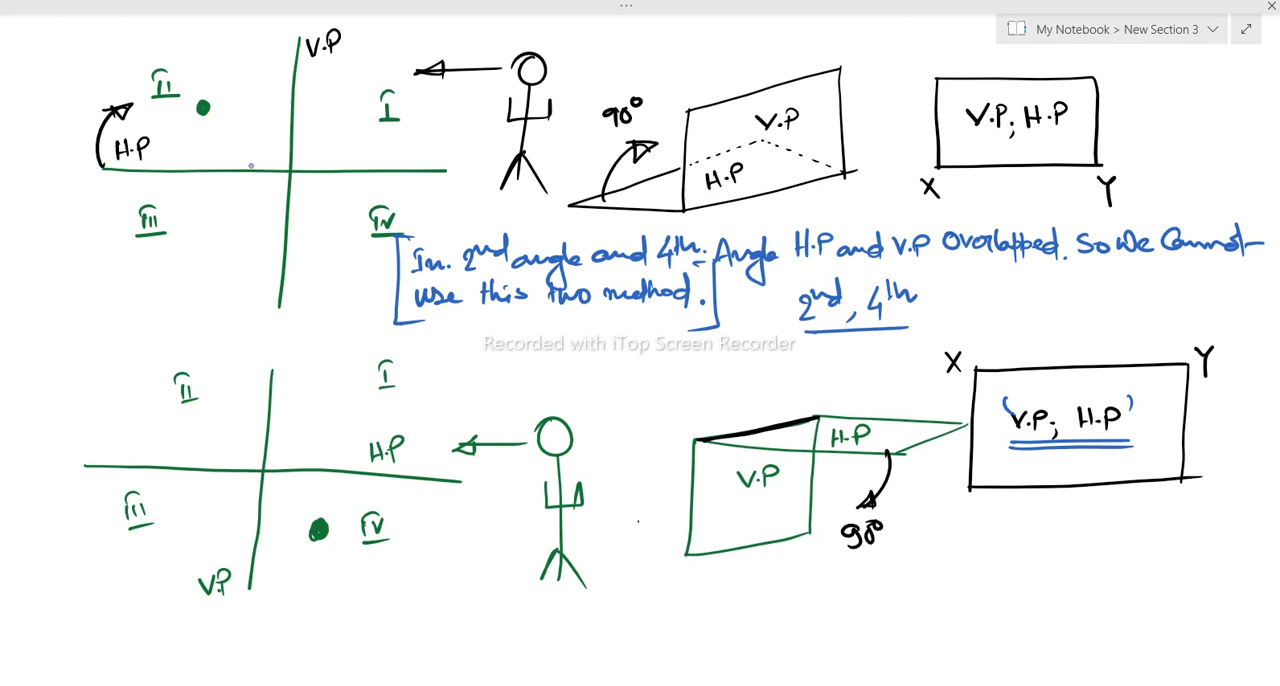 ...
My Notebook > New Section 3
V.P
II
I
90°
H.P
V.P
H.P
V.P; H.P
X
Y
III
IV
In. 2nd angle and 4th. Angle H.P and V.P Overlapped. So We Cannot
use this two method.
2nd, 4th
Recorded with iTop Screen Recorder
II
I
X
Y
H.P
H.P
V.P; H.P
V.P
III
IV
90°
V.P